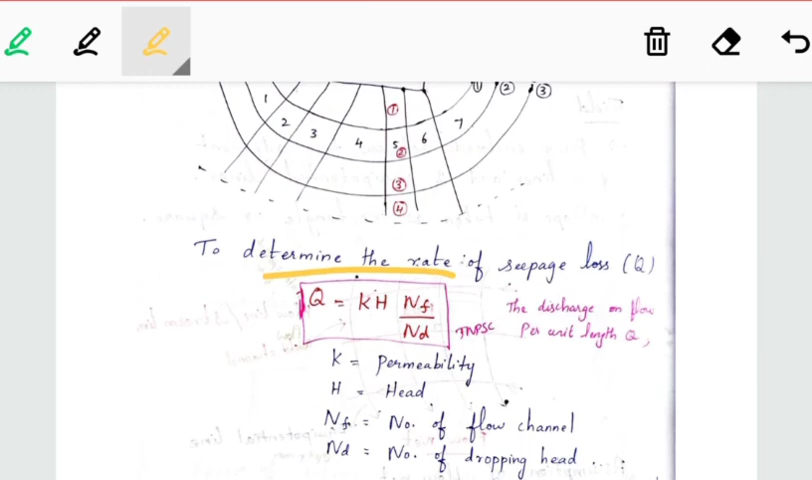 ① ② ③
1 2 3 4 5 6 7
①
②
③
④
To determine the rate of seepage loss (Q)
Q = KH Nf/Nd
TNPSC
The discharge on flow
Per unit length Q,
K = Permeability
H = Head
Nf = No. of flow channel
Nd = No. of dropping head ...